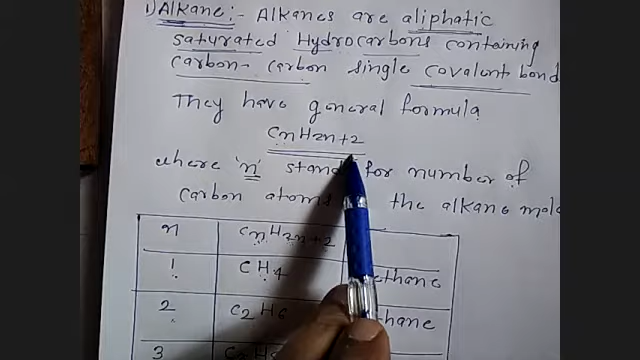 1) Alkane:- Alkanes are aliphatic
saturated Hydrocarbons containing
carbon-carbon single covalent bond
They have general formula
CnH2n+2
where 'n' stand for number of
carbon atoms the alkane mol
n CnH2n+2
1 CH4 ethane
2 C2H6 thane
3